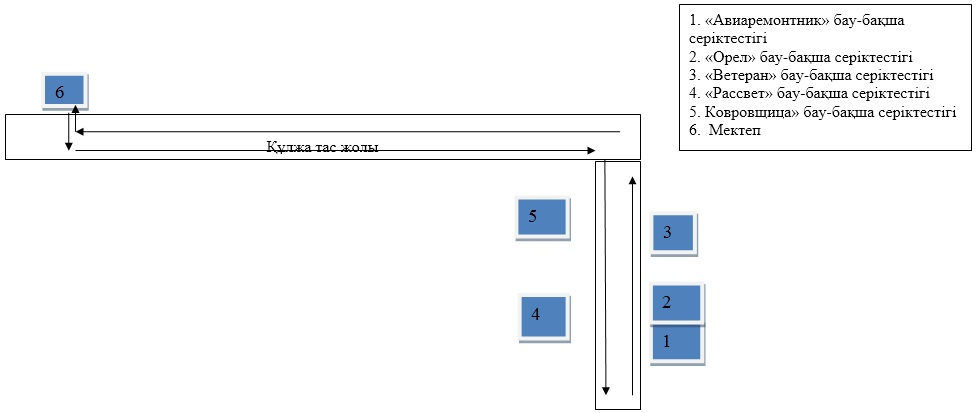 1. «Авиаремонтник» бау-бақша
серіктестігі
2. «Орел» бау-бақша серіктестігі
3. «Ветеран» бау-бақша серіктестігі
4. «Рассвет» бау-бақша серіктестігі
5. Ковровщица» бау-бақша серіктестігі
6. Мектеп
6
Құлжа тас жолы
5
3
4
2
1